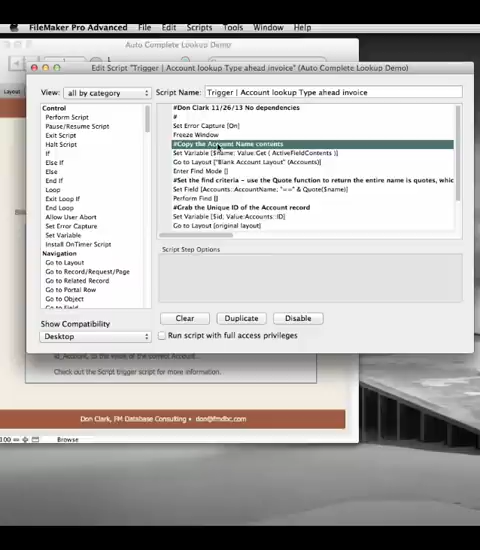 FileMaker Pro Advanced File Edit Scripts Tools Window Help
Auto Complete Lookup Demo
Layout
Edit Script "Trigger | Account lookup Type ahead invoice" (Auto Complete Lookup Demo)
View: all by category Script Name: Trigger | Account lookup Type ahead invoice
Control
Perform Script
Pause/Resume Script
Exit Script
Halt Script
If
Else If
Else
End If
Loop
Exit Loop If
End Loop
Allow User Abort
Set Error Capture
Set Variable
Install OnTimer Script
Navigation
Go to Layout
Go to Record/Request/Page
Go to Related Record
Go to Portal Row
Go to Object
Go to Field
#Don Clark 11/26/13 No dependencies
#
Set Error Capture [On]
Freeze Window
#Copy the Account Name contents
Set Variable [$name; Value:Get ( ActiveFieldContents )]
Go to Layout ["Blank Account Layout" (Accounts)]
Enter Find Mode []
#Set the find criteria - use the Quote function to return the entire name is quotes, whic
Set Field [Accounts::AccountName; "==" & Quote($name)]
Perform Find []
#Grab the Unique ID of the Account record
Set Variable [$id; Value:Accounts::ID]
Go to Layout [original layout]
Script Step Options
Clear Duplicate Disable
Show Compatibility
Desktop
Run script with full access privileges
Check out the Script trigger script for more information.
Don Clark, FM Database Consulting • don@fmdbc.com
Browse